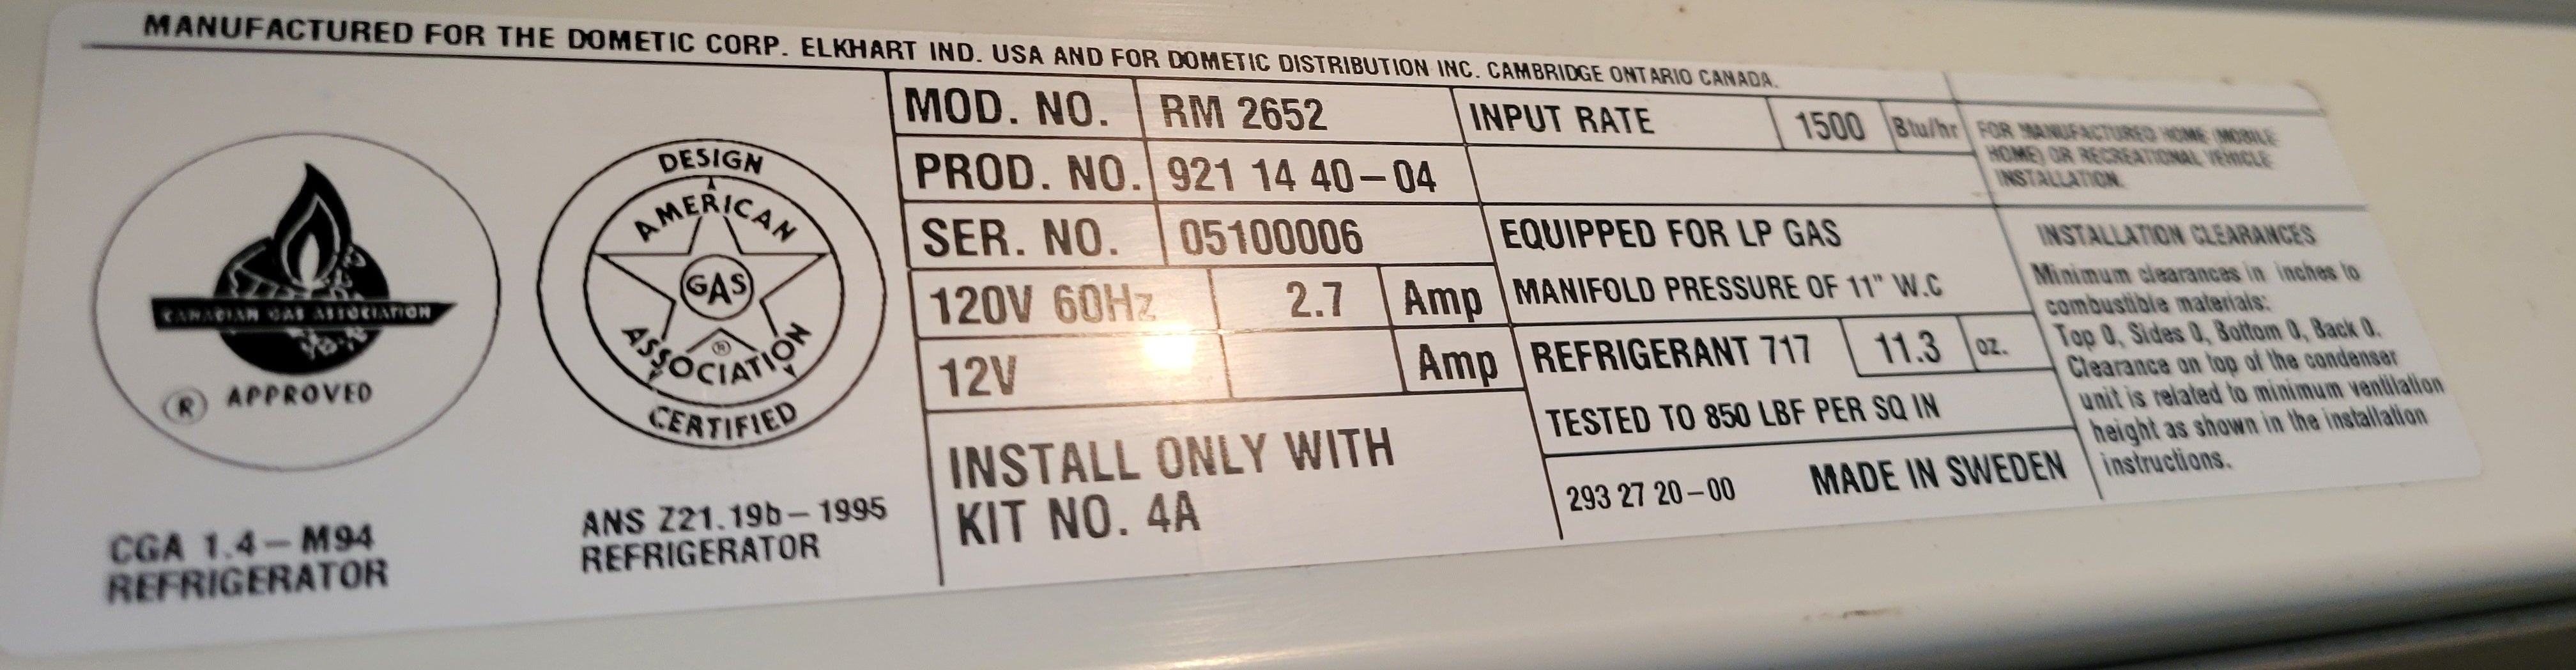 MANUFACTURED FOR THE DOMETIC CORP. ELKHART IND. USA AND FOR DOMETIC DISTRIBUTION INC. CAMBRIDGE ONTARIO CANADA.
CANADIAN GAS ASSOCIATION
® APPROVED
CGA 1.4–M94
REFRIGERATOR
DESIGN
AMERICAN
GAS
®
ASSOCIATION
CERTIFIED
ANS Z21.19b–1995
REFRIGERATOR
MOD. NO. RM 2652
PROD. NO. 921 14 40–04
SER. NO. 05100006
120V 60Hz 2.7 Amp
12V Amp
INSTALL ONLY WITH
KIT NO. 4A
INPUT RATE 1500 Btu/hr
EQUIPPED FOR LP GAS
MANIFOLD PRESSURE OF 11" W.C
REFRIGERANT 717 11.3 oz.
TESTED TO 850 LBF PER SQ IN
293 27 20–00 MADE IN SWEDEN
FOR MANUFACTURED HOME (MOBILE
HOME) OR RECREATIONAL VEHICLE
INSTALLATION.
INSTALLATION CLEARANCES
Minimum clearances in inches to
combustible materials:
Top 0, Sides 0, Bottom 0, Back 0.
Clearance on top of the condenser
unit is related to minimum ventilation
height as shown in the installation
instructions.